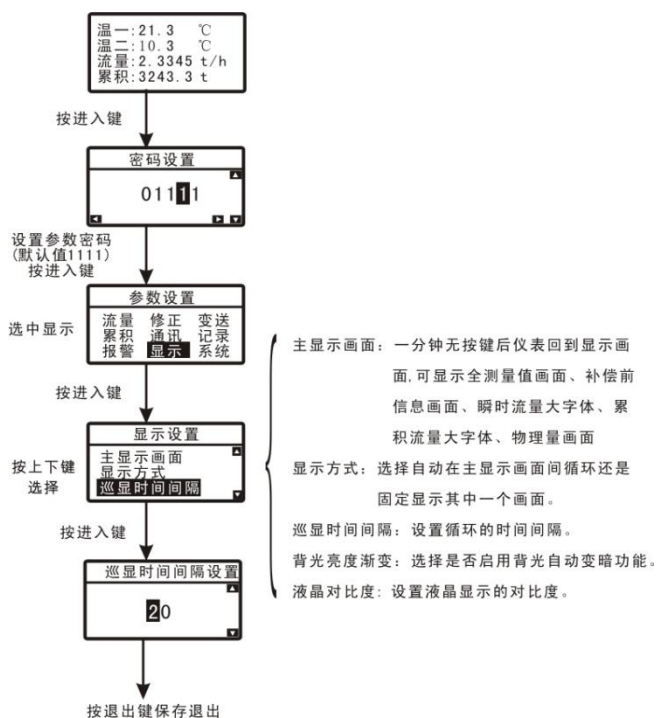 温一:21.3 ℃
温二:10.3 ℃
流量:2.3345 t/h
累积:3243.3 t
按进入键
密码设置
01111
设置参数密码
(默认值1111)
按进入键
参数设置
流量 修正 变送
累积 通讯 记录
报警 显示 系统
选中显示
按进入键
显示设置
主显示画面
显示方式
巡显时间间隔
按上下键
选择
按进入键
巡显时间间隔设置
20
按退出键保存退出
主显示画面：一分钟无按键后仪表回到显示画
面,可显示全测量值画面、补偿前
信息画面、瞬时流量大字体、累
积流量大字体、物理量画面
显示方式：选择自动在主显示画面间循环还是
固定显示其中一个画面。
巡显时间间隔：设置循环的时间间隔。
背光亮度渐变：选择是否启用背光自动变暗功能。
液晶对比度：设置液晶显示的对比度。